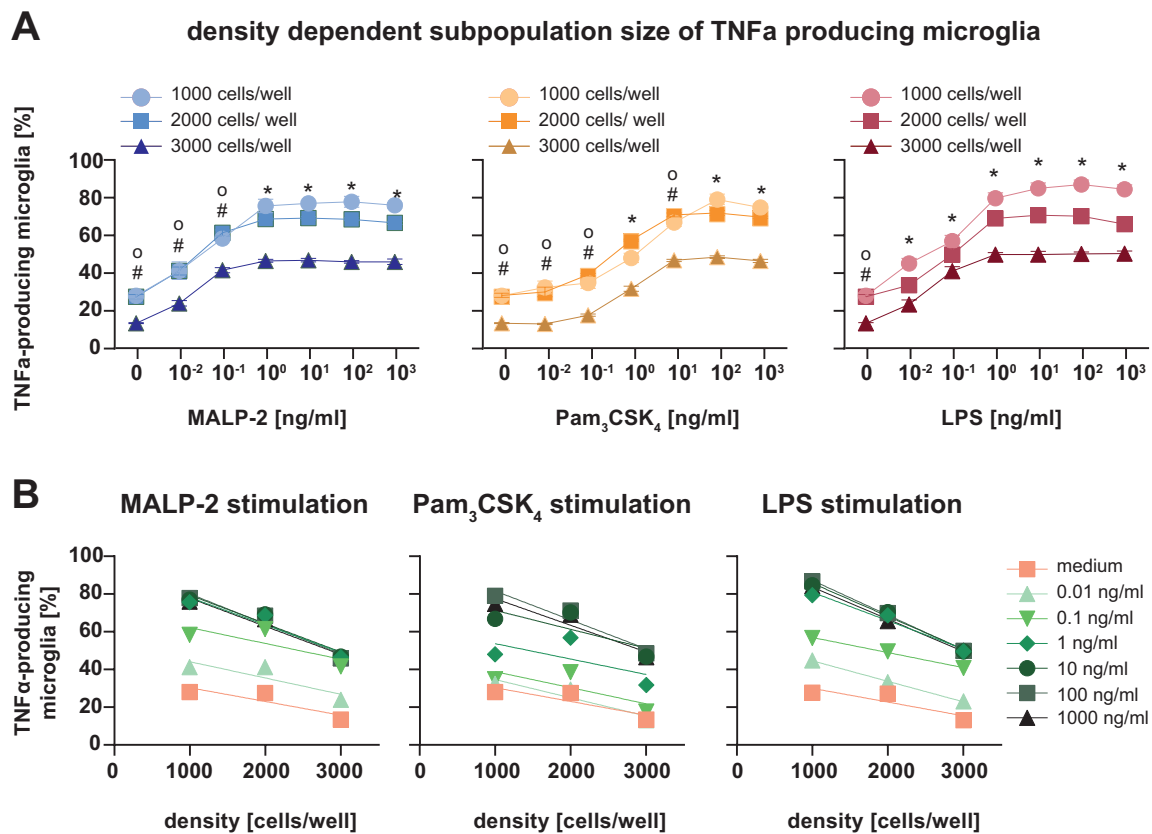 A
density dependent subpopulation size of TNFa producing microglia
1000 cells/well
2000 cells/ well
3000 cells/well
1000 cells/well
2000 cells/ well
3000 cells/well
1000 cells/well
2000 cells/ well
3000 cells/well
TNFa-producing microglia [%]
100
80
60
40
20
0
o # o # o # * * * *
o # o # o # * o # * *
o # * * * * * *
0 10⁻² 10⁻¹ 10⁰ 10¹ 10² 10³
0 10⁻² 10⁻¹ 10⁰ 10¹ 10² 10³
0 10⁻² 10⁻¹ 10⁰ 10¹ 10² 10³
MALP-2 [ng/ml]
Pam₃CSK₄ [ng/ml]
LPS [ng/ml]
B
MALP-2 stimulation
Pam₃CSK₄ stimulation
LPS stimulation
TNFα-producing
microglia [%]
100
80
60
40
20
0
0 1000 2000 3000
0 1000 2000 3000
0 1000 2000 3000
density [cells/well]
density [cells/well]
density [cells/well]
medium
0.01 ng/ml
0.1 ng/ml
1 ng/ml
10 ng/ml
100 ng/ml
1000 ng/ml